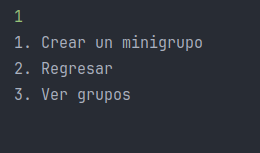 1
1. Crear un minigrupo
2. Regresar
3. Ver grupos